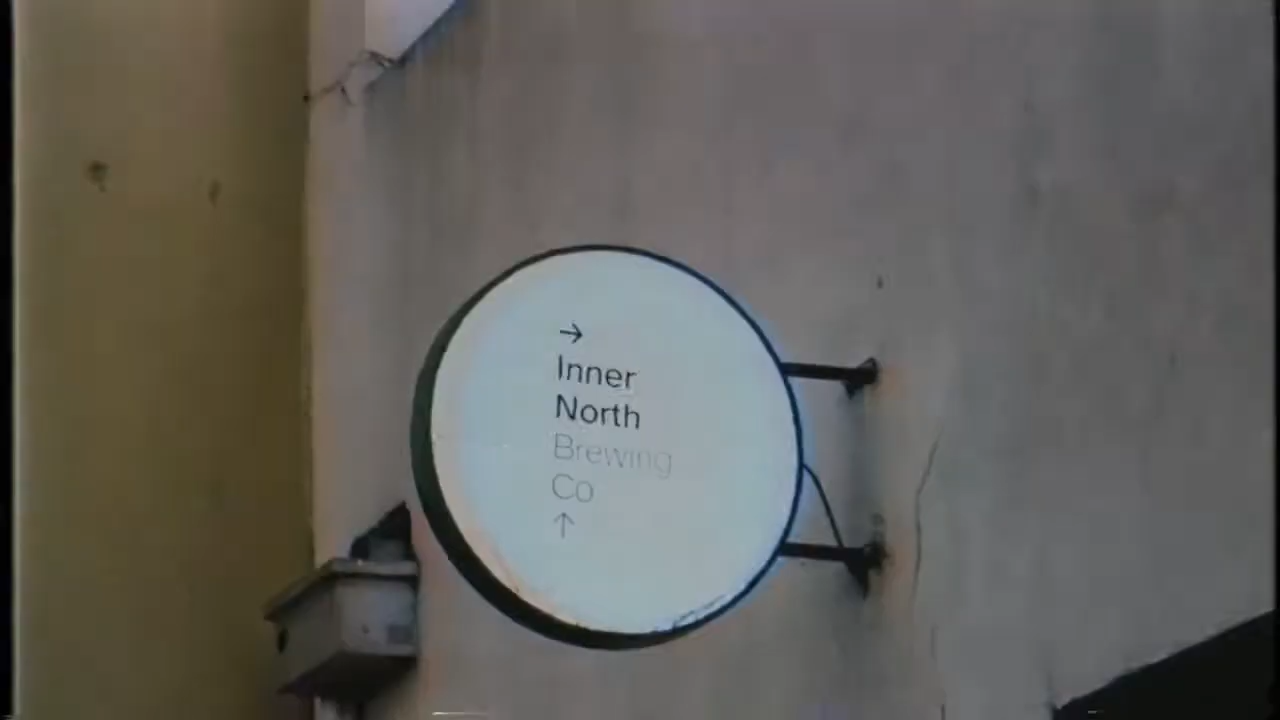 →
Inner
North
Brewing
Co
↑